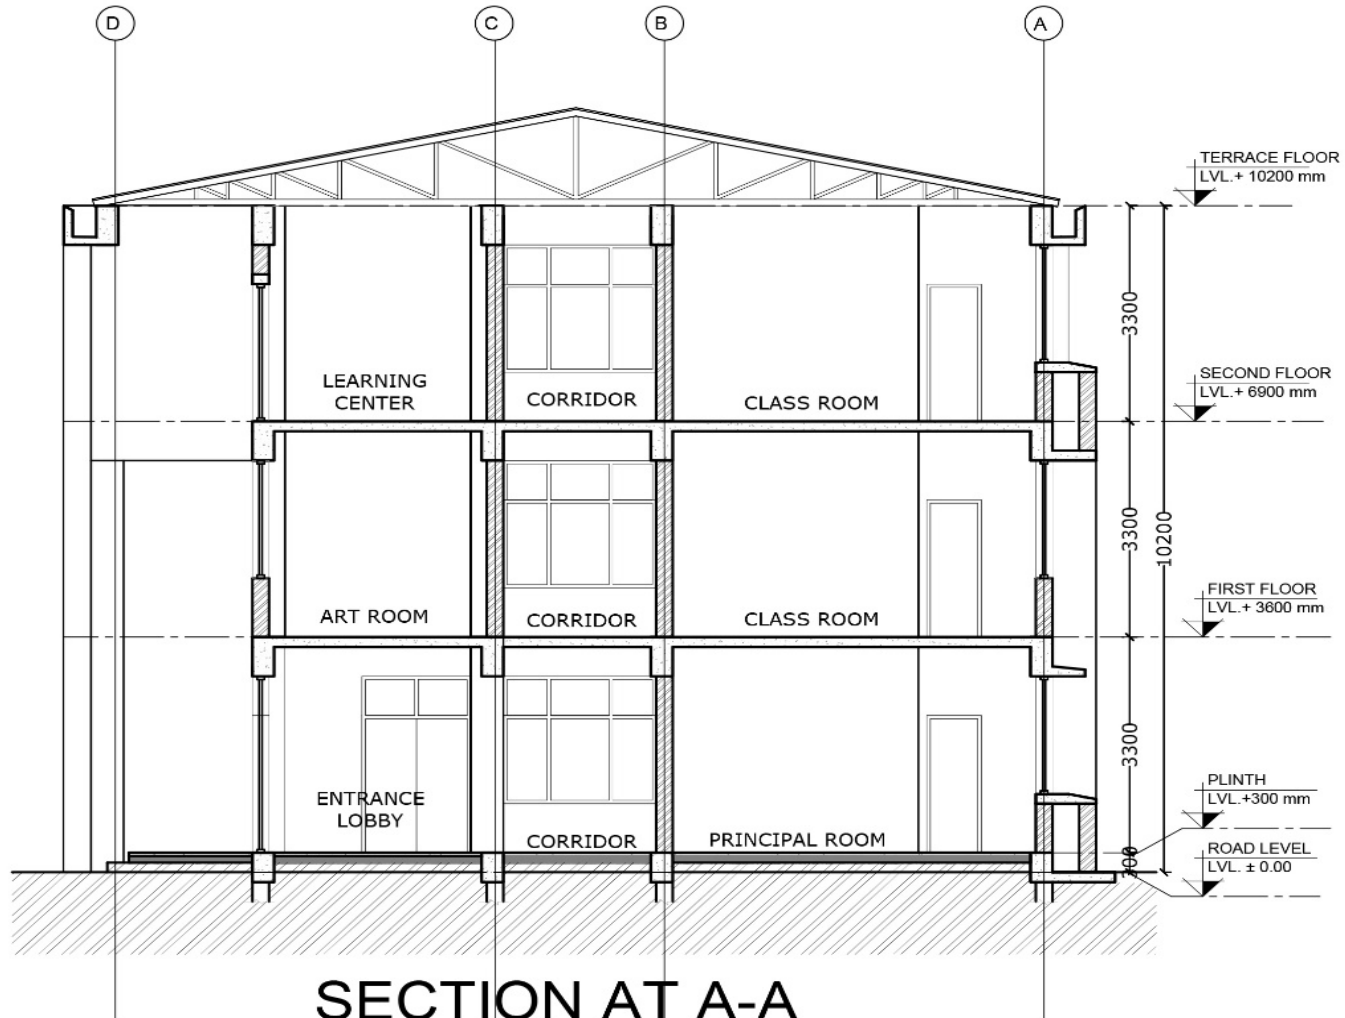 D
C
B
A
TERRACE FLOOR
LVL.+ 10200 mm
3300
SECOND FLOOR
LVL.+ 6900 mm
LEARNING
CENTER
CORRIDOR
CLASS ROOM
3300
10200
FIRST FLOOR
LVL.+ 3600 mm
ART ROOM
CORRIDOR
CLASS ROOM
3300
PLINTH
LVL.+300 mm
ENTRANCE
LOBBY
CORRIDOR
PRINCIPAL ROOM
300
ROAD LEVEL
LVL. ± 0.00
SECTION AT A-A